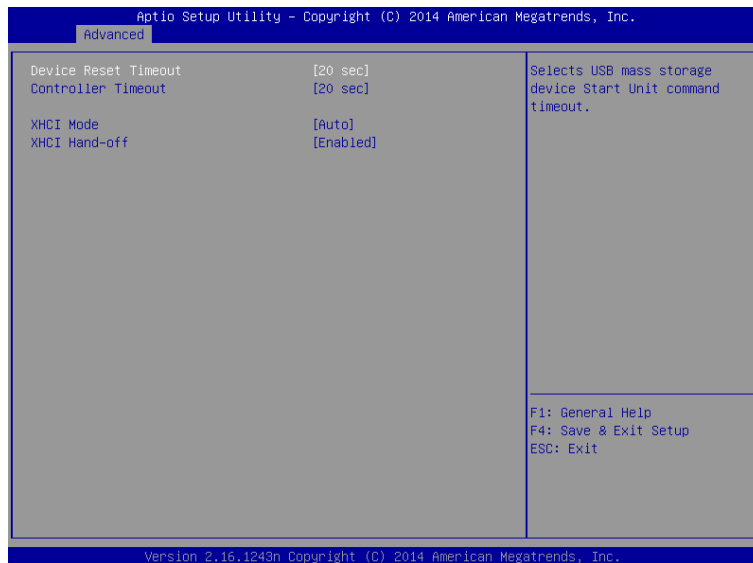 Aptio Setup Utility – Copyright (C) 2014 American Megatrends, Inc.
Advanced
Device Reset Timeout [20 sec]
Controller Timeout [20 sec]
XHCI Mode [Auto]
XHCI Hand-off [Enabled]
Selects USB mass storage
device Start Unit command
timeout.
F1: General Help
F4: Save & Exit Setup
ESC: Exit
Version 2.16.1243n Copyright (C) 2014 American Megatrends, Inc.